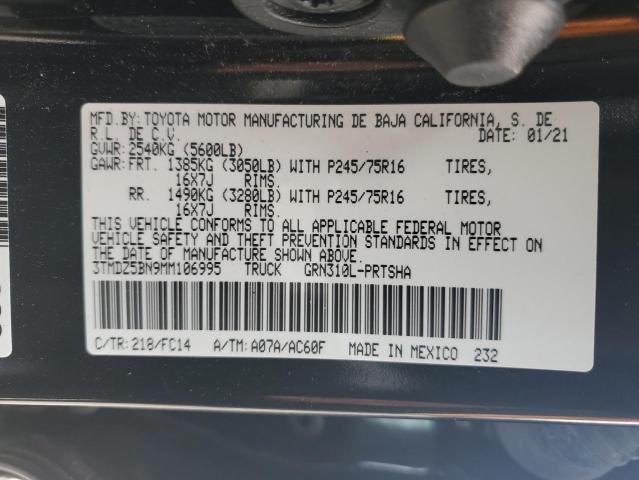 MFD.BY:TOYOTA MOTOR MANUFACTURING DE BAJA CALIFORNIA, S. DE
R.L. DE C.V. DATE: 01/21
GVWR:2540KG (5600LB)
GAWR:FRT. 1385KG (3050LB) WITH P245/75R16 TIRES,
16X7J RIMS.
RR. 1490KG (3280LB) WITH P245/75R16 TIRES,
16X7J RIMS.
THIS VEHICLE CONFORMS TO ALL APPLICABLE FEDERAL MOTOR
VEHICLE SAFETY AND THEFT PREVENTION STANDARDS IN EFFECT ON
THE DATE OF MANUFACTURE SHOWN ABOVE.
3TMDZ5BN9MM106995 TRUCK GRN310L-PRTSHA
C/TR:218/FC14 A/TM:A07A/AC60F MADE IN MEXICO 232